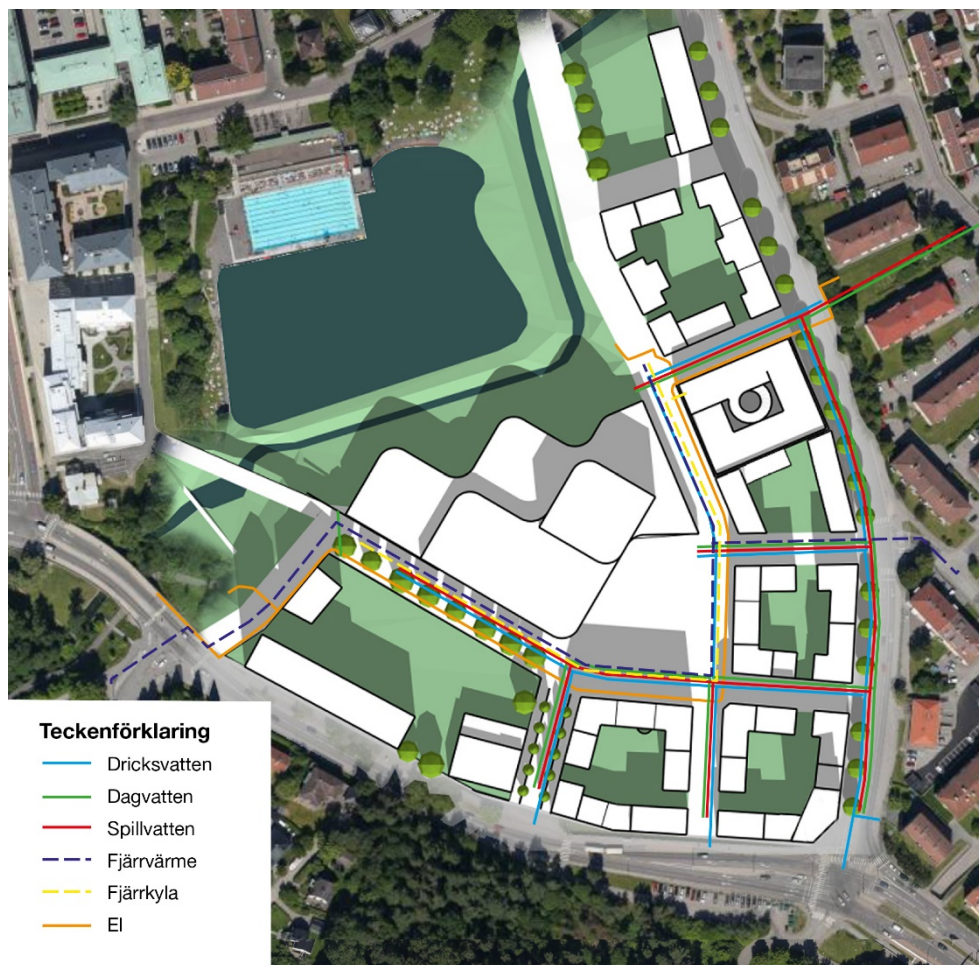 Teckenförklaring
Dricksvatten
Dagvatten
Spillvatten
Fjärrvärme
Fjärrkyla
El